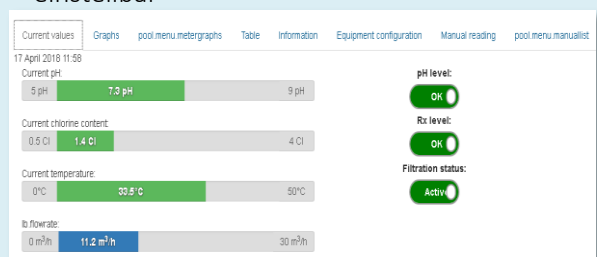 Current values Graphs pool.menu.metergraphs Table Information Equipment configuration Manual reading pool.menu.manuallist
17 April 2018 11:58
Current pH:
5 pH 7.3 pH 9 pH
pH level:
OK
Current chlorine content:
0.5 Cl 1.4 Cl 4 Cl
Rx level:
OK
Current temperature:
0°C 33.5°C 50°C
Filtration status:
Active
lb flowrate:
0 m³/h 11.2 m³/h 30 m³/h